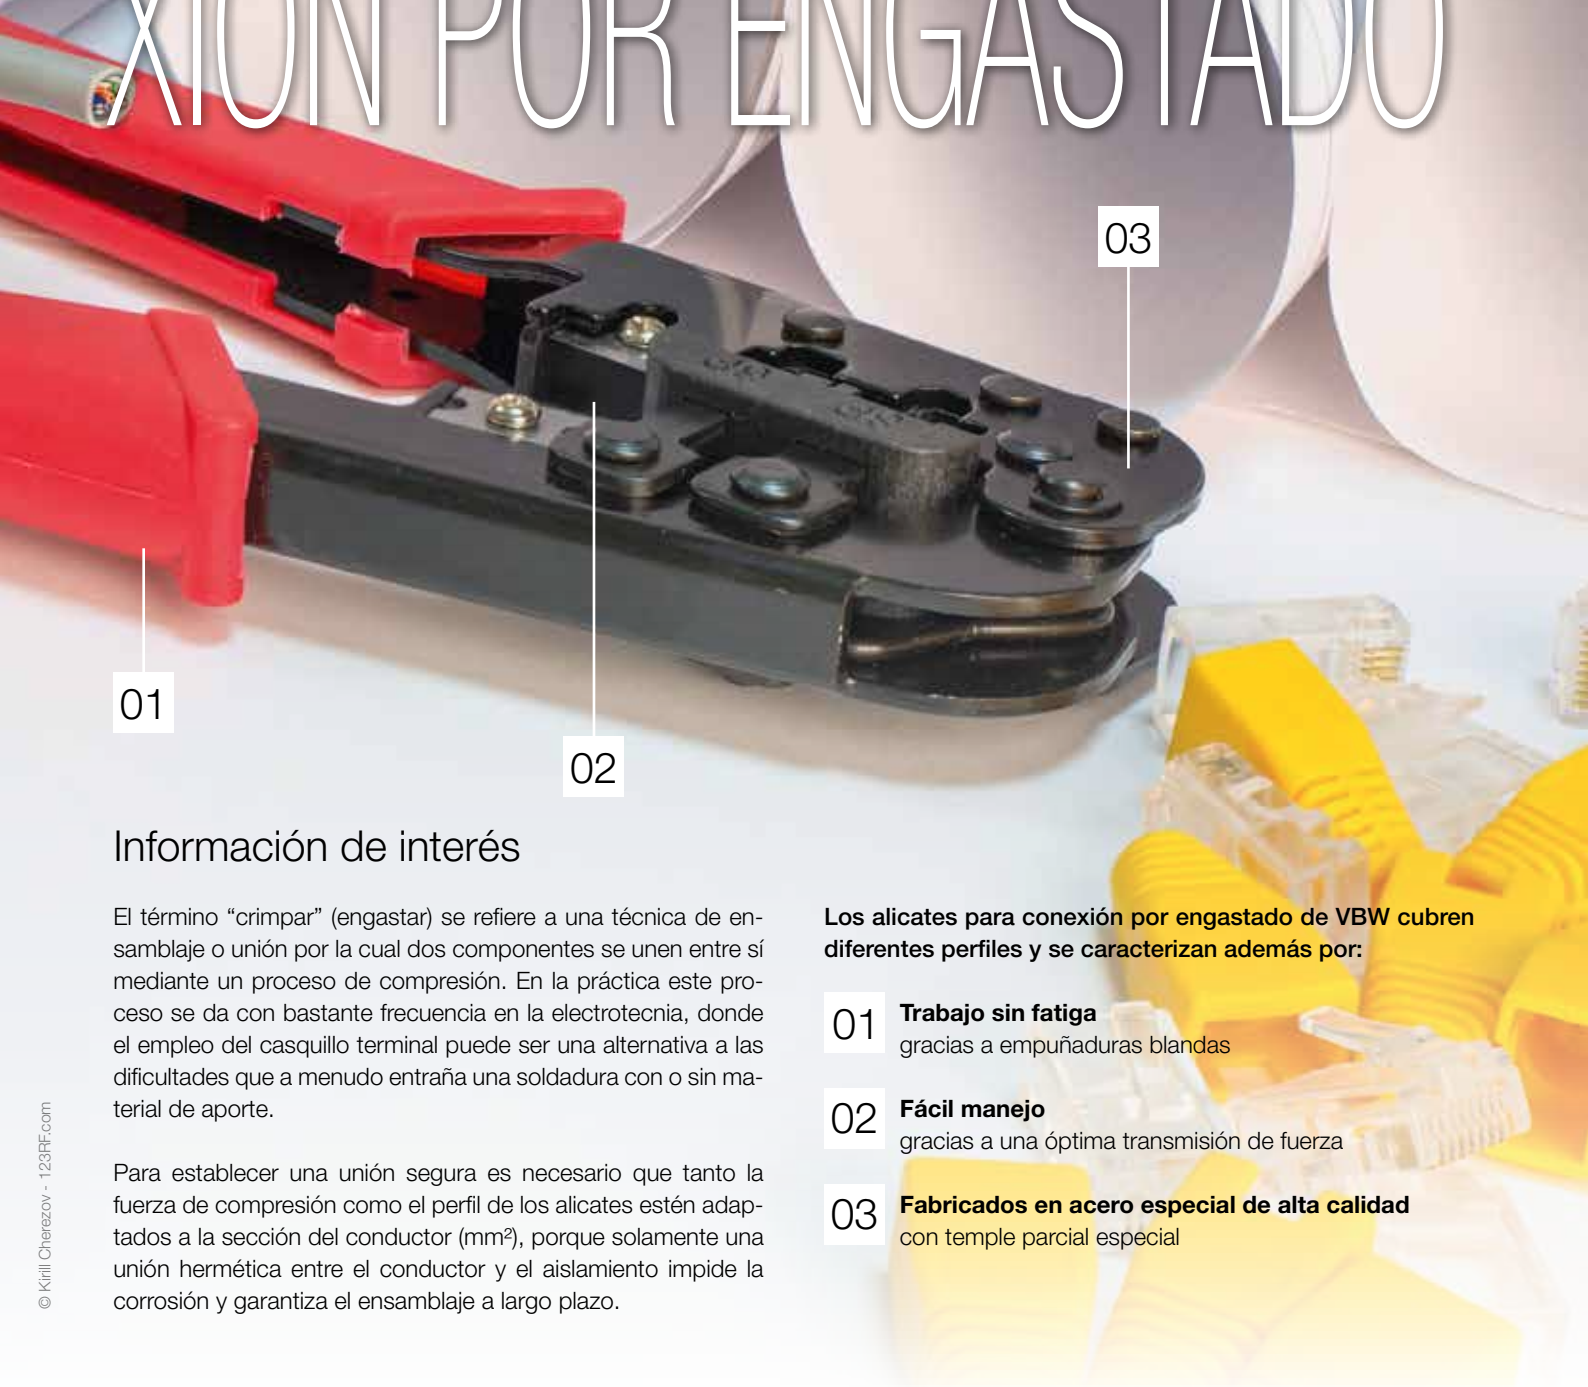 XIÓN POR ENGASTADO
03
01
02
Información de interés
El término “crimpar” (engastar) se refiere a una técnica de en-
samblaje o unión por la cual dos componentes se unen entre sí
mediante un proceso de compresión. En la práctica este pro-
ceso se da con bastante frecuencia en la electrotecnia, donde
el empleo del casquillo terminal puede ser una alternativa a las
dificultades que a menudo entraña una soldadura con o sin ma-
terial de aporte.
Para establecer una unión segura es necesario que tanto la
fuerza de compresión como el perfil de los alicates estén adap-
tados a la sección del conductor (mm²), porque solamente una
unión hermética entre el conductor y el aislamiento impide la
corrosión y garantiza el ensamblaje a largo plazo.
Los alicates para conexión por engastado de VBW cubren
diferentes perfiles y se caracterizan además por:
01 Trabajo sin fatiga
gracias a empuñaduras blandas
02 Fácil manejo
gracias a una óptima transmisión de fuerza
03 Fabricados en acero especial de alta calidad
con temple parcial especial
© Kirill Cherezov - 123RF.com